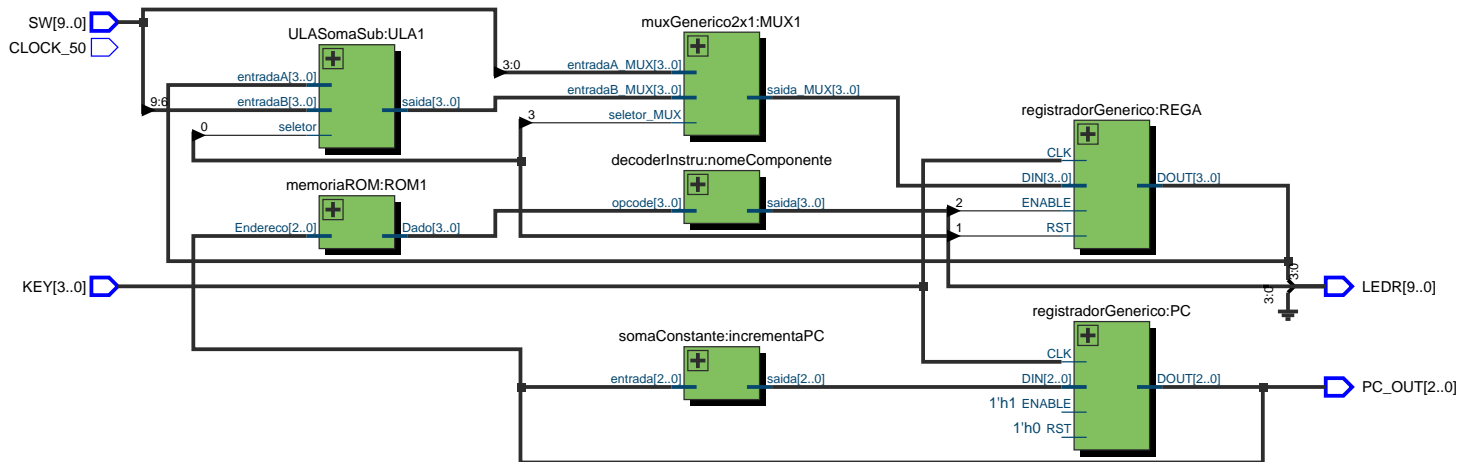 SW[9..0]
CLOCK_50
ULASomaSub:ULA1
entradaA[3..0]
9:6
entradaB[3..0]
saida[3..0]
0
seletor
muxGenerico2x1:MUX1
3:0
entradaA_MUX[3..0]
entradaB_MUX[3..0]
saida_MUX[3..0]
3
seletor_MUX
registradorGenerico:REGA
CLK
DIN[3..0]
DOUT[3..0]
2
ENABLE
1
RST
decoderInstru:nomeComponente
opcode[3..0]
saida[3..0]
memoriaROM:ROM1
Endereco[2..0]
Dado[3..0]
KEY[3..0]
3:0
3:0
LEDR[9..0]
registradorGenerico:PC
CLK
DIN[2..0]
DOUT[2..0]
1'h1 ENABLE
1'h0 RST
somaConstante:incrementaPC
entrada[2..0]
saida[2..0]
PC_OUT[2..0]